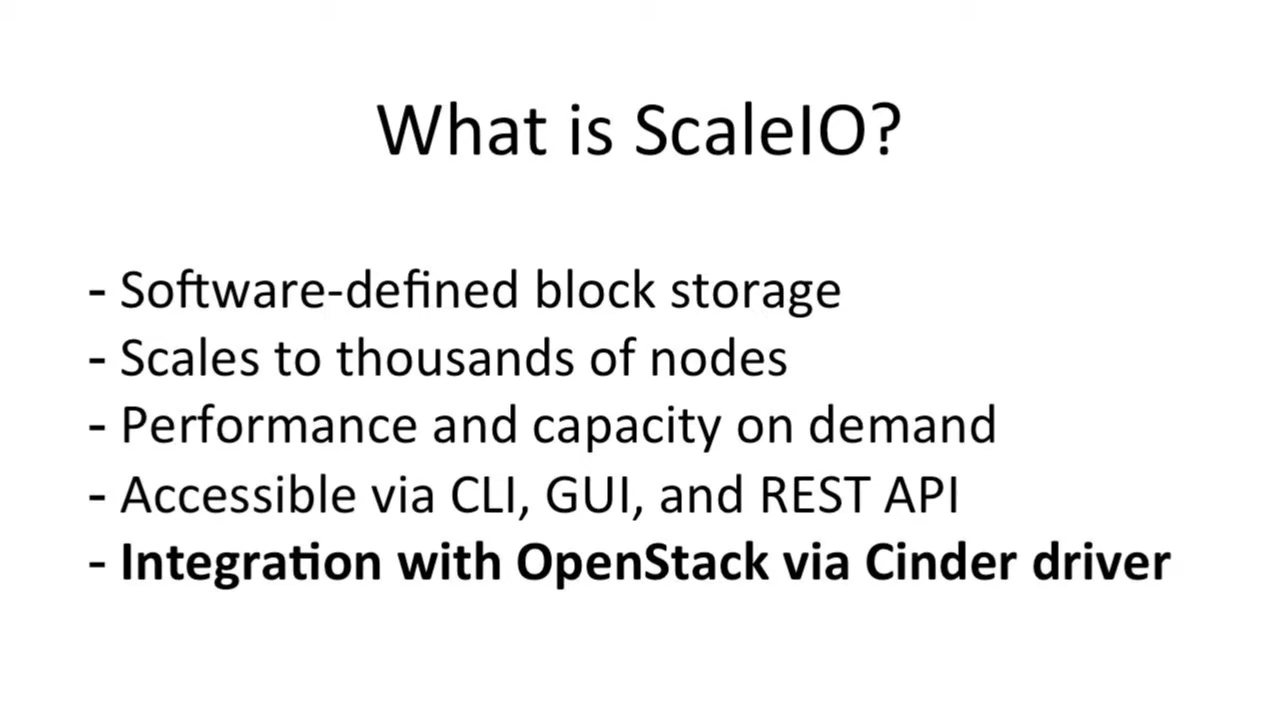 What is ScaleIO?
- Software-defined block storage
- Scales to thousands of nodes
- Performance and capacity on demand
- Accessible via CLI, GUI, and REST API
- Integration with OpenStack via Cinder driver